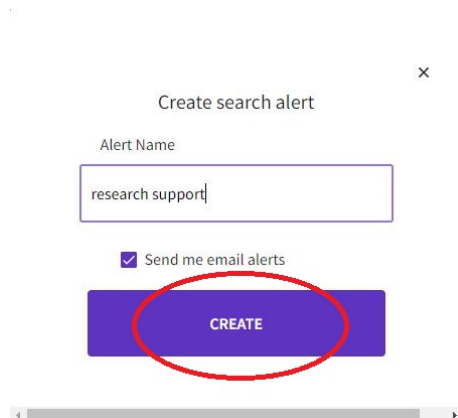 Create search alert
Alert Name
research support
Send me email alerts
CREATE